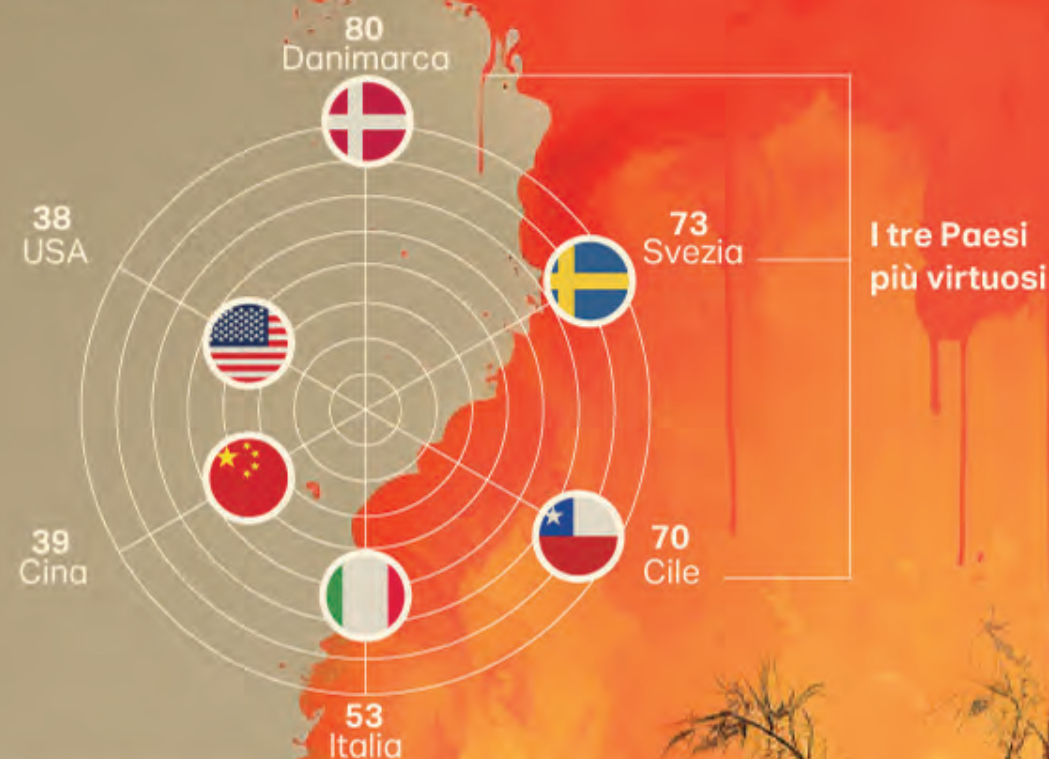 80
Danimarca
38
USA
73
Svezia
I tre Paesi
più virtuosi
39
Cina
70
Cile
53
Italia